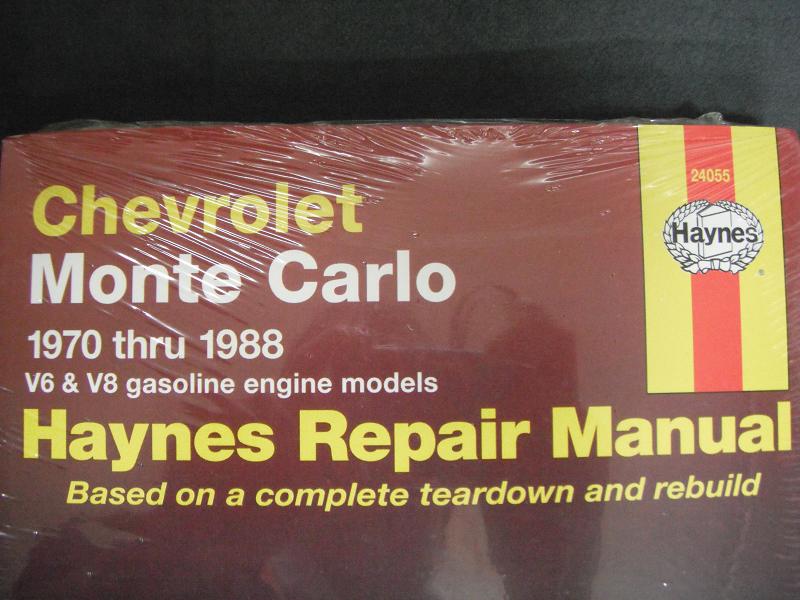 24055
Haynes
®
Chevrolet
Monte Carlo
1970 thru 1988
V6 & V8 gasoline engine models
Haynes Repair Manual
Based on a complete teardown and rebuild